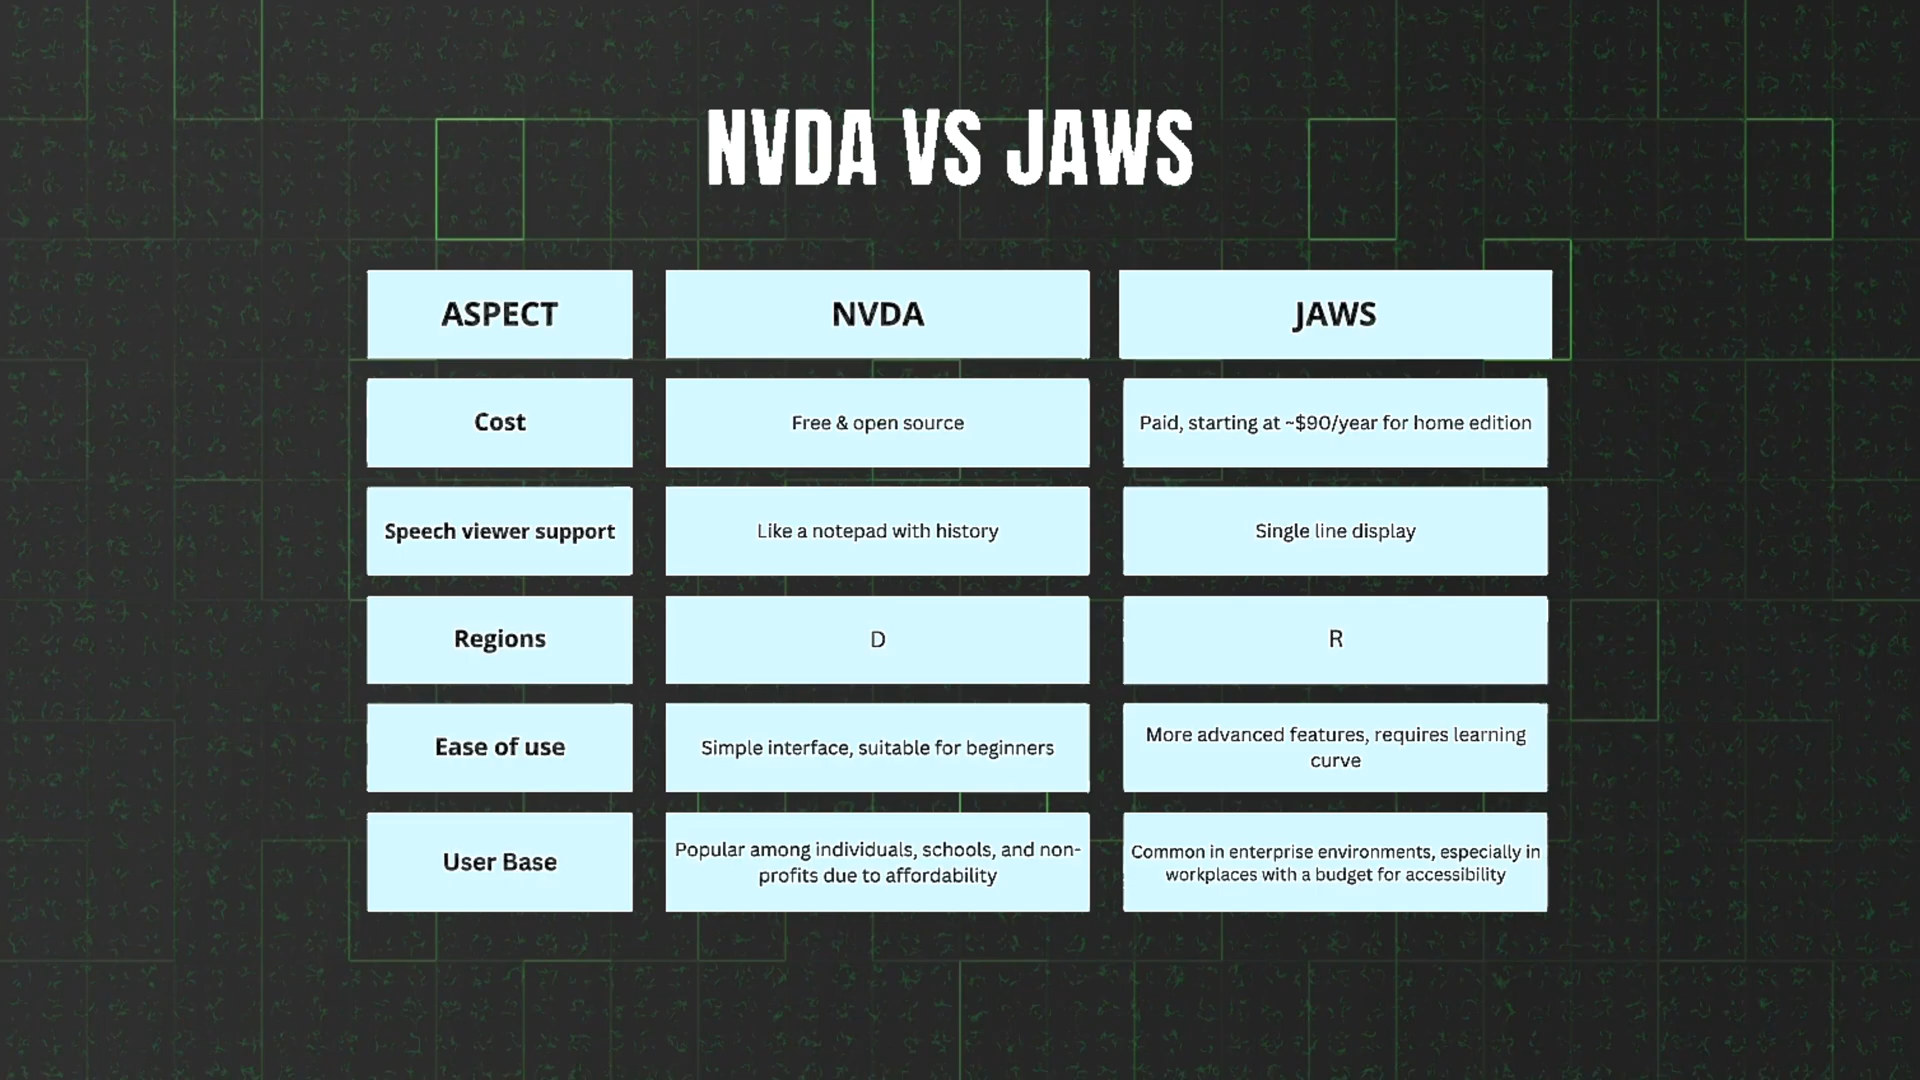 NVDA VS JAWS
ASPECT
NVDA
JAWS
Cost
Free & open source
Paid, starting at ~$90/year for home edition
Speech viewer support
Like a notepad with history
Single line display
Regions
D
R
Ease of use
Simple interface, suitable for beginners
More advanced features, requires learning
curve
User Base
Popular among individuals, schools, and non-
profits due to affordability
Common in enterprise environments, especially in
workplaces with a budget for accessibility